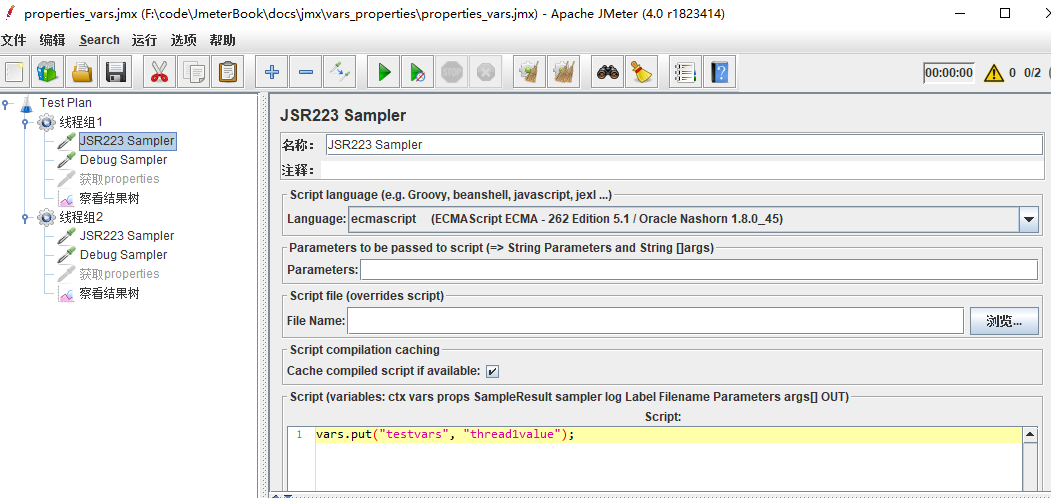 properties_vars.jmx (F:\code\JmeterBook\docs\jmx\vars_properties\properties_vars.jmx) - Apache JMeter (4.0 r1823414)
文件 编辑 Search 运行 选项 帮助
STOP 00:00:00 0 0/2
Test Plan
线程组1
JSR223 Sampler
Debug Sampler
获取properties
察看结果树
线程组2
JSR223 Sampler
Debug Sampler
获取properties
察看结果树
JSR223 Sampler
名称： JSR223 Sampler
注释：
Script language (e.g. Groovy, beanshell, javascript, jexl ...)
Language: ecmascript (ECMAScript ECMA - 262 Edition 5.1 / Oracle Nashorn 1.8.0_45)
Parameters to be passed to script (=> String Parameters and String []args)
Parameters:
Script file (overrides script)
File Name: 浏览...
Script compilation caching
Cache compiled script if available:
Script (variables: ctx vars props SampleResult sampler log Label Filename Parameters args[] OUT)
Script:
1 vars.put("testvars", "thread1value");